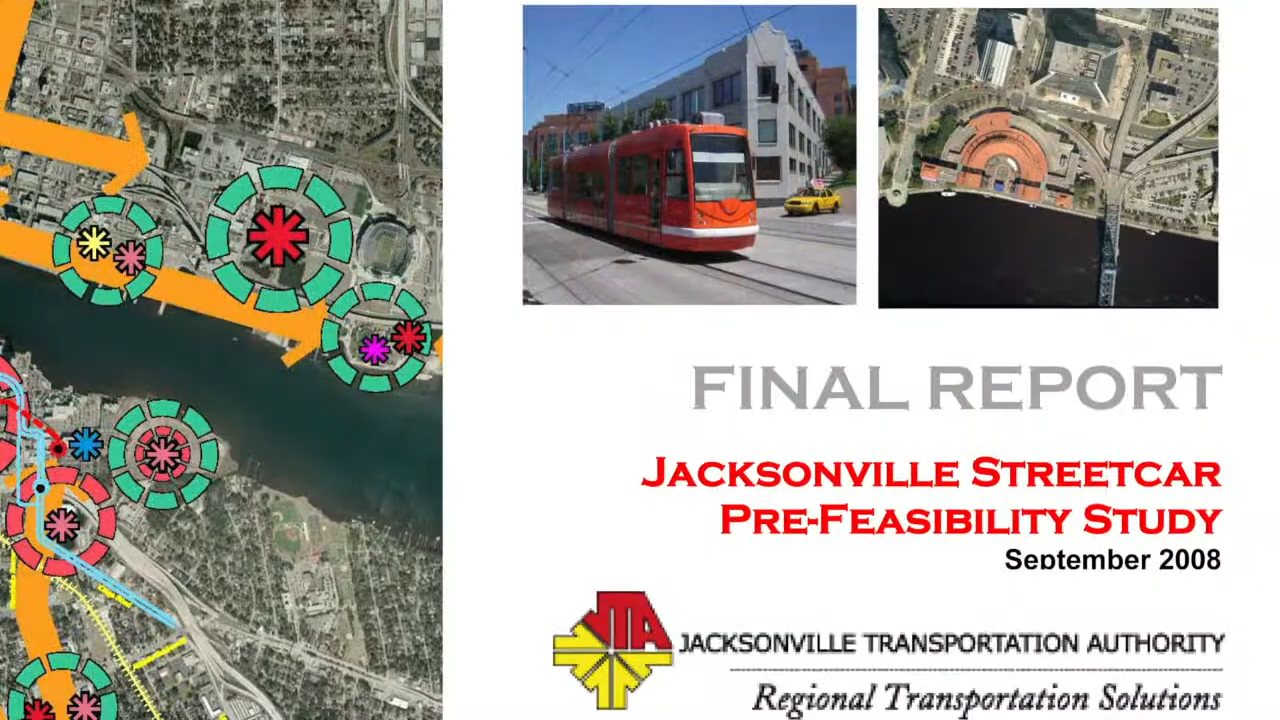 FINAL REPORT
JACKSONVILLE STREETCAR
PRE-FEASIBILITY STUDY
September 2008
JTA
JACKSONVILLE TRANSPORTATION AUTHORITY
Regional Transportation Solutions